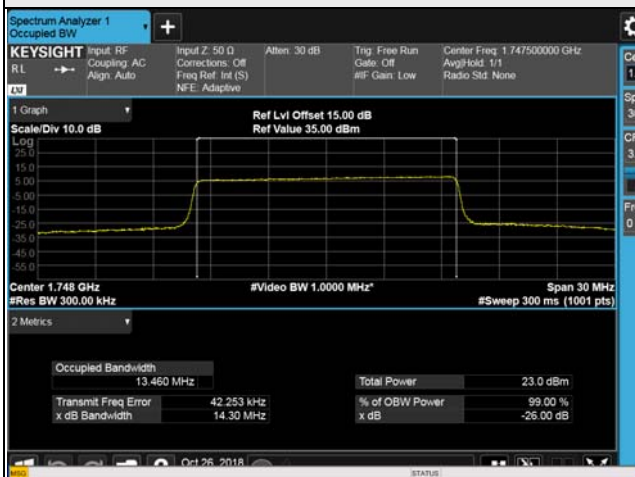 Spectrum Analyzer 1
Occupied BW
KEYSIGHT
RL
LXI
Input: RF
Coupling: AC
Align: Auto
Input Z: 50 Ω
Corrections: Off
Freq Ref: Int (S)
NFE: Adaptive
Atten: 30 dB
Trig: Free Run
Gate: Off
#IF Gain: Low
Center Freq: 1.747500000 GHz
Avg|Hold: 1/1
Radio Std: None
1 Graph
Scale/Div 10.0 dB
Ref Lvl Offset 15.00 dB
Ref Value 35.00 dBm
Log
25.0
15.0
5.00
-5.00
-15.0
-25.0
-35.0
-45.0
-55.0
Center 1.748 GHz
#Video BW 1.0000 MHz*
Span 30 MHz
#Res BW 300.00 kHz
#Sweep 300 ms (1001 pts)
2 Metrics
Occupied Bandwidth
13.460 MHz
Total Power 23.0 dBm
Transmit Freq Error 42.253 kHz
% of OBW Power 99.00 %
x dB Bandwidth 14.30 MHz
x dB -26.00 dB
Oct 26, 2018
MSG
STATUS